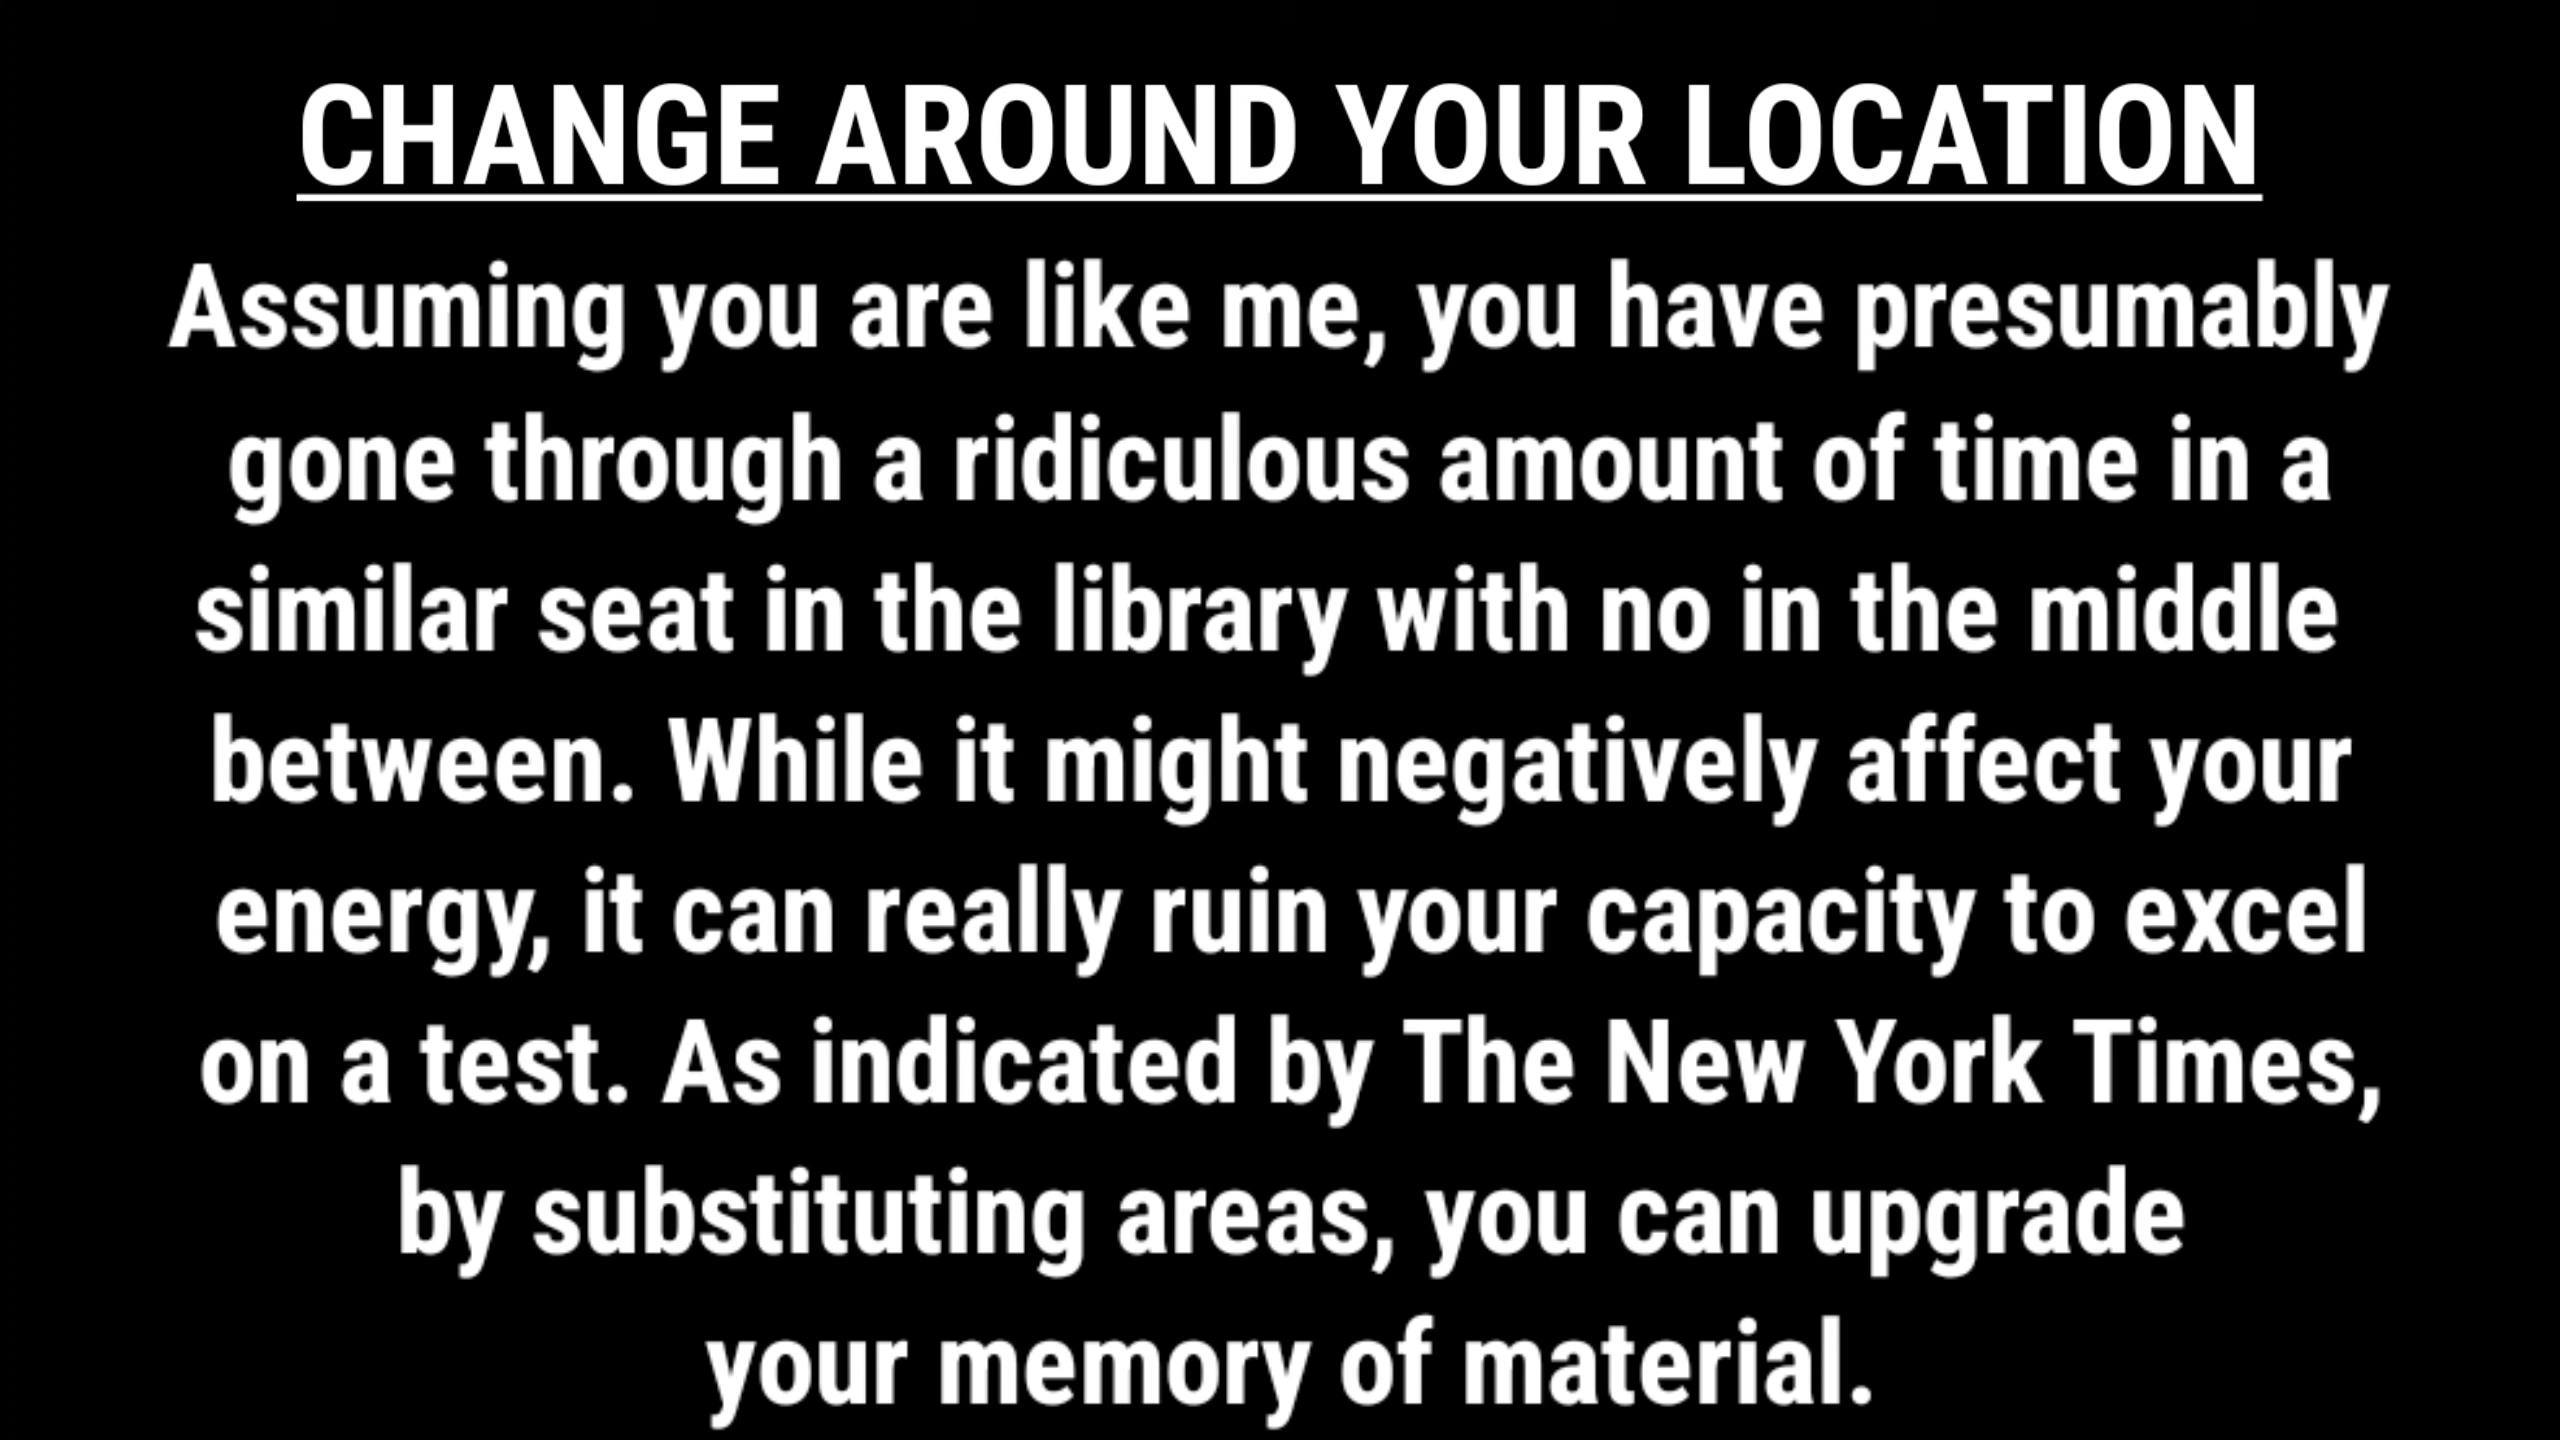 CHANGE AROUND YOUR LOCATION
Assuming you are like me, you have presumably
gone through a ridiculous amount of time in a
similar seat in the library with no in the middle
between. While it might negatively affect your
energy, it can really ruin your capacity to excel
on a test. As indicated by The New York Times,
by substituting areas, you can upgrade
your memory of material.